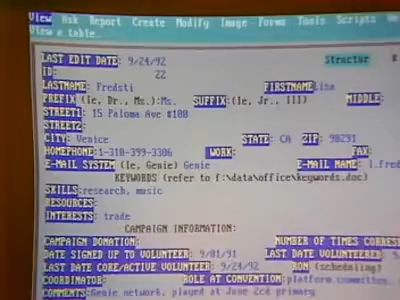 View Ask Report Create Modify Image Forms Tools Scripts
View a table.
LAST EDIT DATE: 9/24/92 Structur
ID: 22
LASTNAME: Fredsti FIRSTNAME Lisa
PREFIX (Ie, Dr., Ms.):Ms. SUFFIX:(Ie, Jr., III) MIDDLE:
STREET1: 15 Paloma Ave #100
STREET2:
CITY: Venice STATE: CA ZIP: 90291
HOMEPHONE:1-310-399-3306 WORK: FAX:
E-MAIL SYSTEM (Ie, Genie) Genie E-MAIL NAME: l.fred
KEYWORDS (refer to f:\data\office\keywords.doc)
SKILLS:research, music
RESOURCES:
INTERESTS: trade
CAMPAIGN INFORMATION:
CAMPAIGN DONATION: NUMBER OF TIMES CORRES
DATE SIGNED UP TO VOLUNTEER: 9/01/91 LAST DATE VOLUNTEERED
LAST DATE CORE/ACTIVE VOLUNTEER 9/24/92 RON (scheduling)
COORDINATOR: ROLE AT CONVENTION:platform committee,
COMMENTS:Genie network, played at June 2cd primary